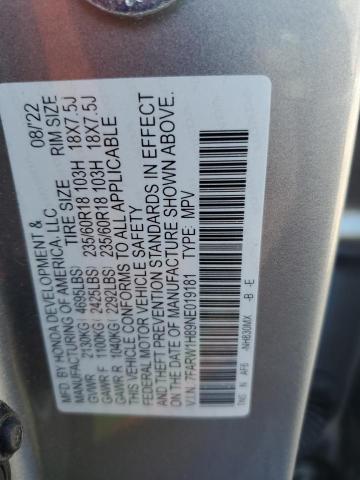 MFD BY HONDA DEVELOPMENT & 08/'22
MANUFACTURING OF AMERICA, LLC. TIRE SIZE RIM SIZE
GVWR 2130KG( 4695LBS)
GAWR F 1100KG( 2425LBS) 235/60R18 103H 18X7.5J
GAWR R 1040KG( 2292LBS) 235/60R18 103H 18X7.5J
THIS VEHICLE CONFORMS TO ALL APPLICABLE
FEDERAL MOTOR VEHICLE SAFETY
AND THEFT PREVENTION STANDARDS IN EFFECT
ON THE DATE OF MANUFACTURE SHOWN ABOVE.
V.I.N.:7FARW1H89NE019181 TYPE: MPV
TNG IN AF6 -NH830MX -B -E